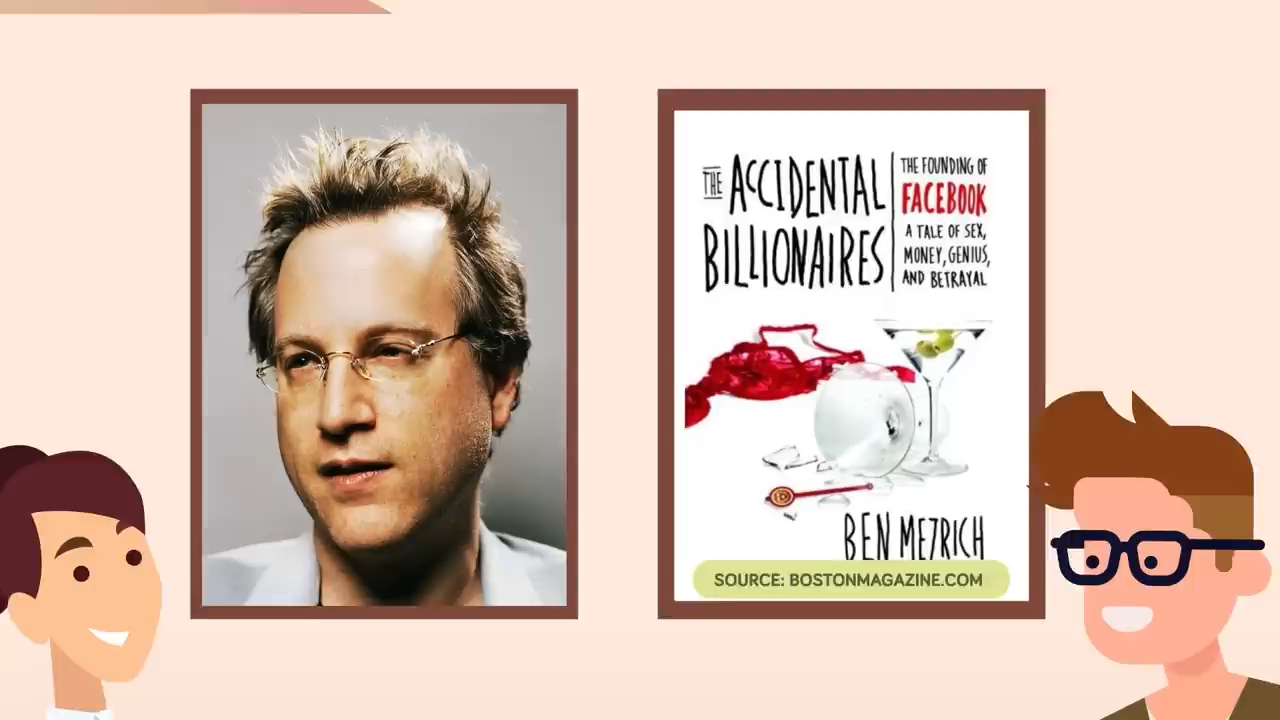 THE ACCIDENTAL
BILLIONAIRES
THE FOUNDING OF
FACEBOOK
A TALE OF SEX,
MONEY, GENIUS,
AND BETRAYAL
BEN MEZRICH
SOURCE: BOSTONMAGAZINE.COM